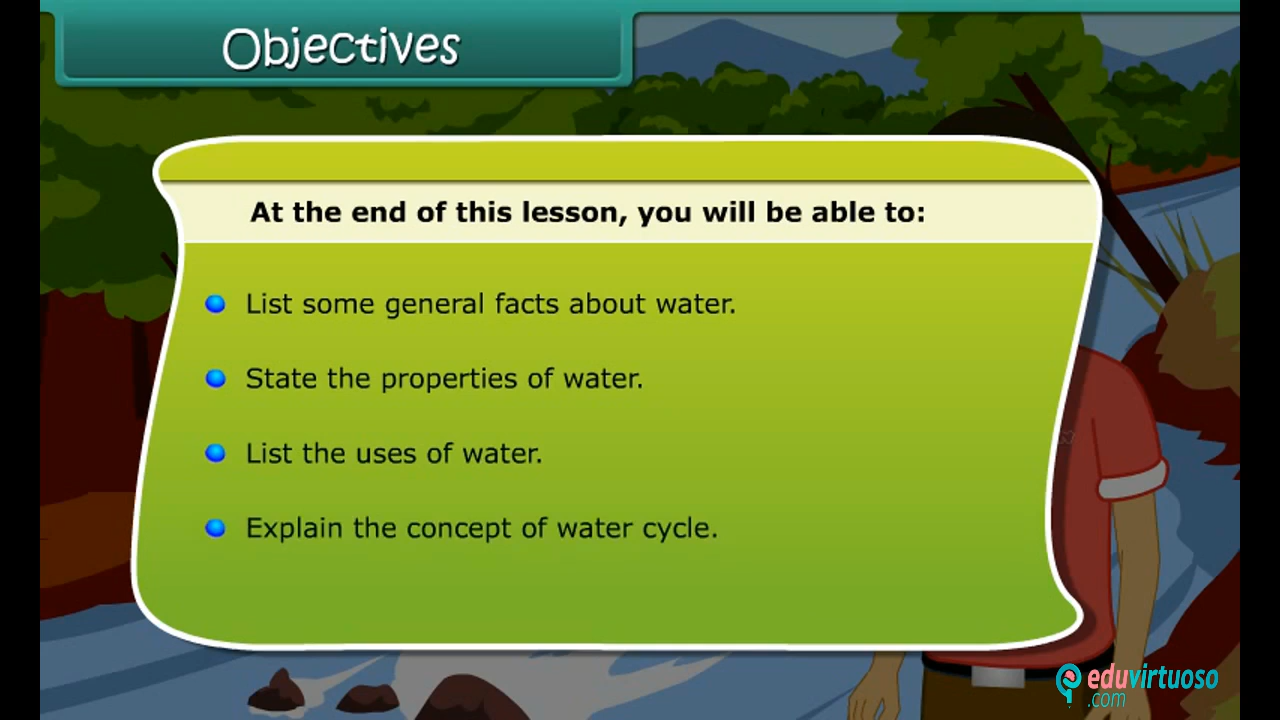 Objectives
At the end of this lesson, you will be able to:
List some general facts about water.
State the properties of water.
List the uses of water.
Explain the concept of water cycle.
eduvirtuoso
.com